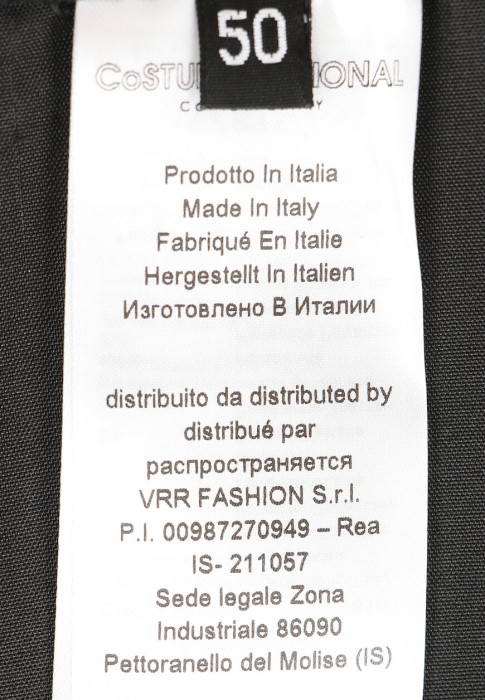 50
Prodotto In Italia
Made In Italy
Fabriqué En Italie
Hergestellt In Italien
Изготовлено В Италии
distribuito da distributed by
distribué par
распространяется
VRR FASHION S.r.l.
P.I. 00987270949 – Rea
IS- 211057
Sede legale Zona
Industriale 86090
Pettoranello del Molise (IS)